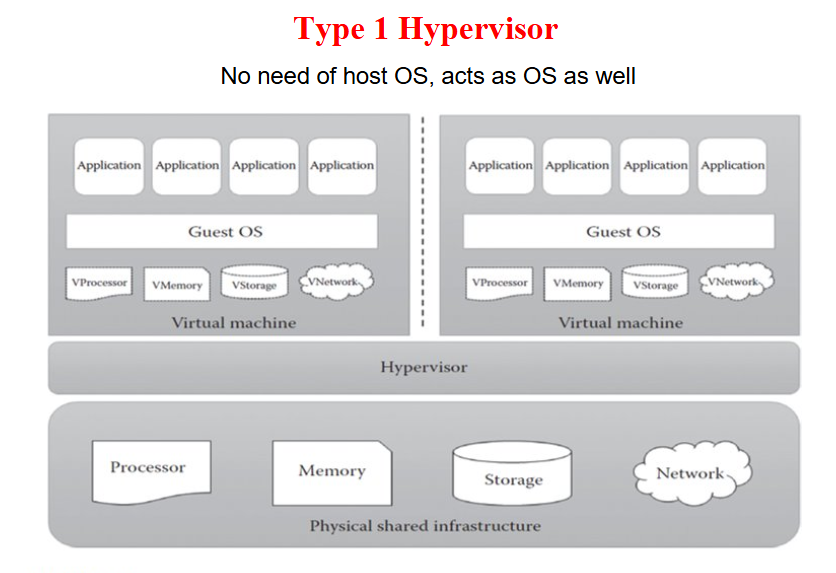 Type 1 Hypervisor
No need of host OS, acts as OS as well
Application Application Application Application
Guest OS
VProcessor VMemory VStorage VNetwork
Virtual machine
Application Application Application Application
Guest OS
VProcessor VMemory VStorage VNetwork
Virtual machine
Hypervisor
Processor Memory Storage Network
Physical shared infrastructure